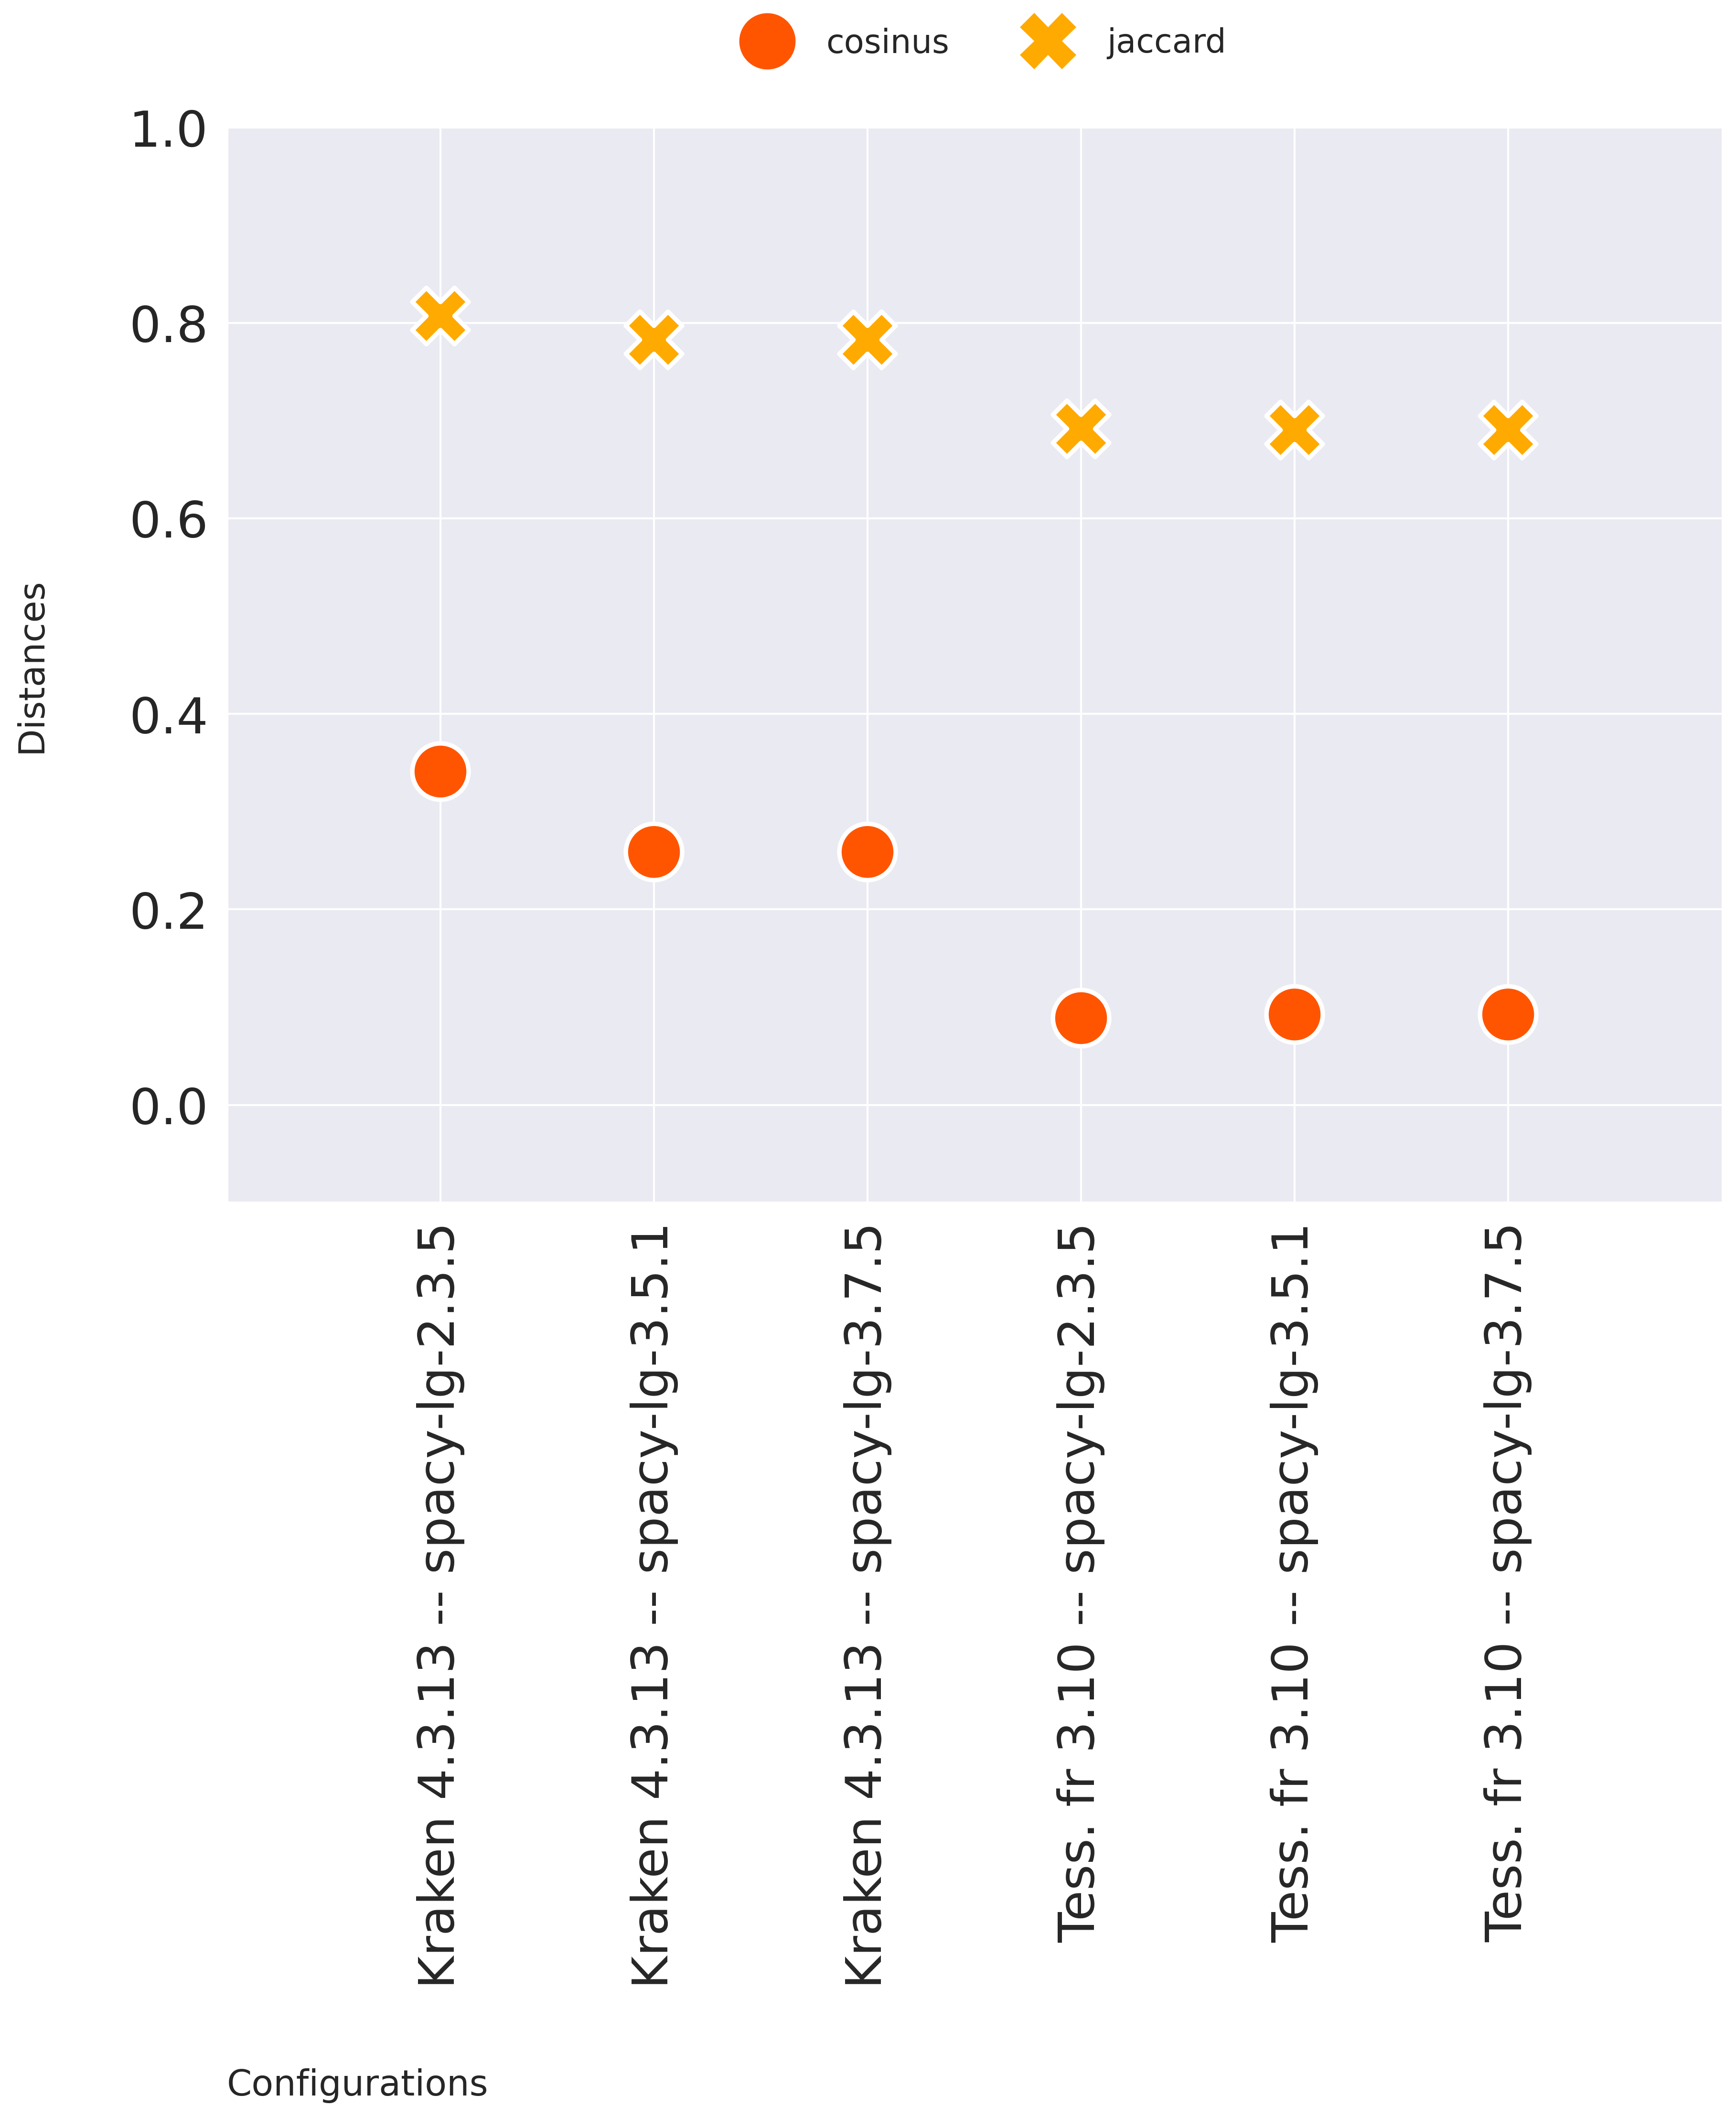 cosinus
jaccard
1.0
0.8
0.6
0.4
0.2
0.0
Distances
Kraken 4.3.13 -- spacy-lg-2.3.5
Kraken 4.3.13 -- spacy-lg-3.5.1
Kraken 4.3.13 -- spacy-lg-3.7.5
Tess. fr 3.10 -- spacy-lg-2.3.5
Tess. fr 3.10 -- spacy-lg-3.5.1
Tess. fr 3.10 -- spacy-lg-3.7.5
Configurations